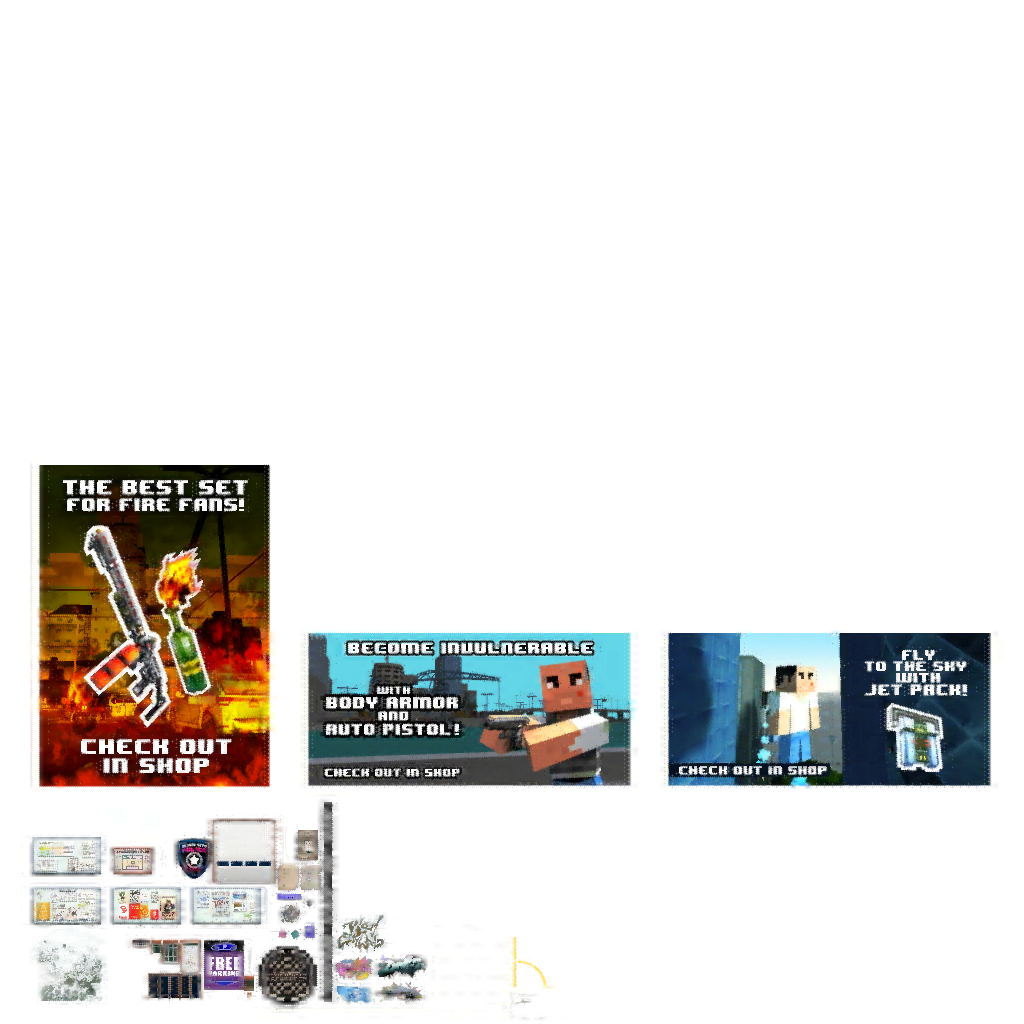 THE BEST SET
FOR FIRE FANS!
CHECK OUT
IN SHOP
BECOME INVULNERABLE
WITH
BODY ARMOR
AND
AUTO PISTOL!
CHECK OUT IN SHOP
FLY
TO THE SKY
WITH
JET PACK!
CHECK OUT IN SHOP
FREE
PARKING